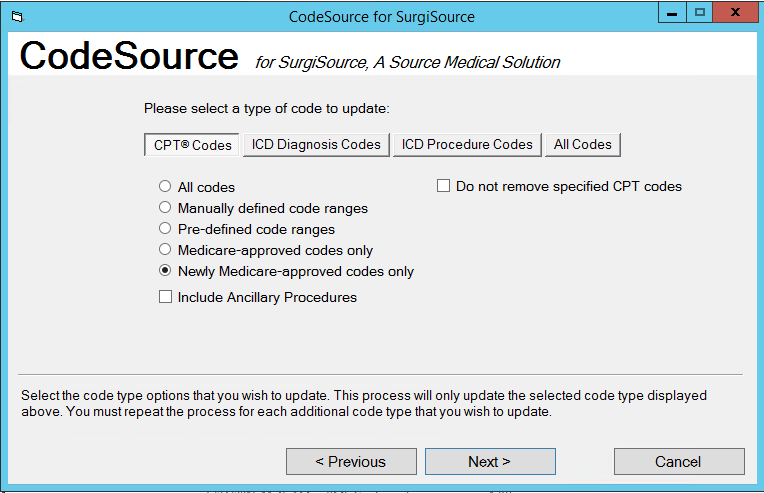 CodeSource for SurgiSource
CodeSource for SurgiSource, A Source Medical Solution
Please select a type of code to update:
CPT® Codes ICD Diagnosis Codes ICD Procedure Codes All Codes
All codes Do not remove specified CPT codes
Manually defined code ranges
Pre-defined code ranges
Medicare-approved codes only
Newly Medicare-approved codes only
Include Ancillary Procedures
Select the code type options that you wish to update. This process will only update the selected code type displayed
above. You must repeat the process for each additional code type that you wish to update.
< Previous Next > Cancel